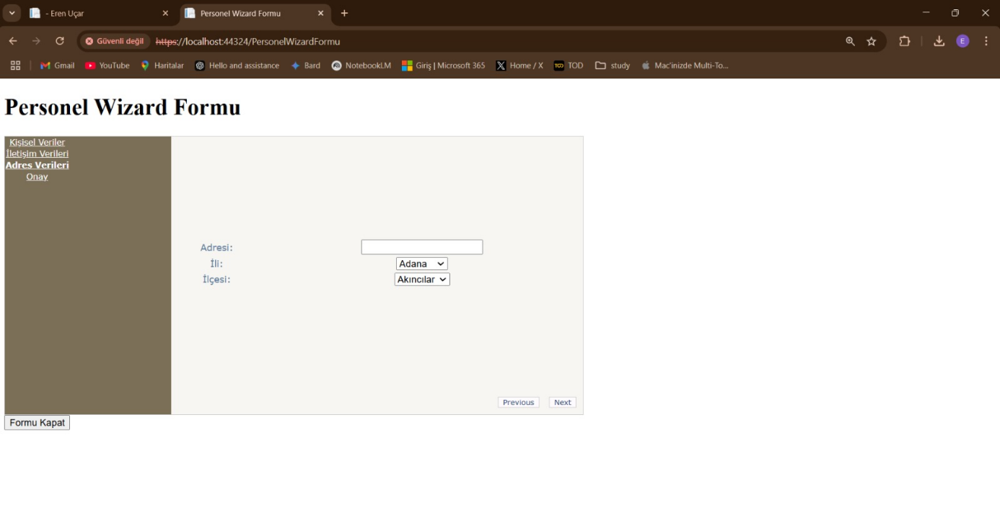 - Eren Uçar
Personel Wizard Formu
Güvenli değil https://localhost:44324/PersonelWizardFormu
E
Gmail YouTube Haritalar Hello and assistance Bard NotebookLM Giriş | Microsoft 365 Home / X TOD TOD study Mac'inizde Multi-To...
Personel Wizard Formu
Kişisel Veriler
İletişim Verileri
Adres Verileri
Onay
Adresi:
İli: Adana
İlçesi: Akıncılar
Previous Next
Formu Kapat